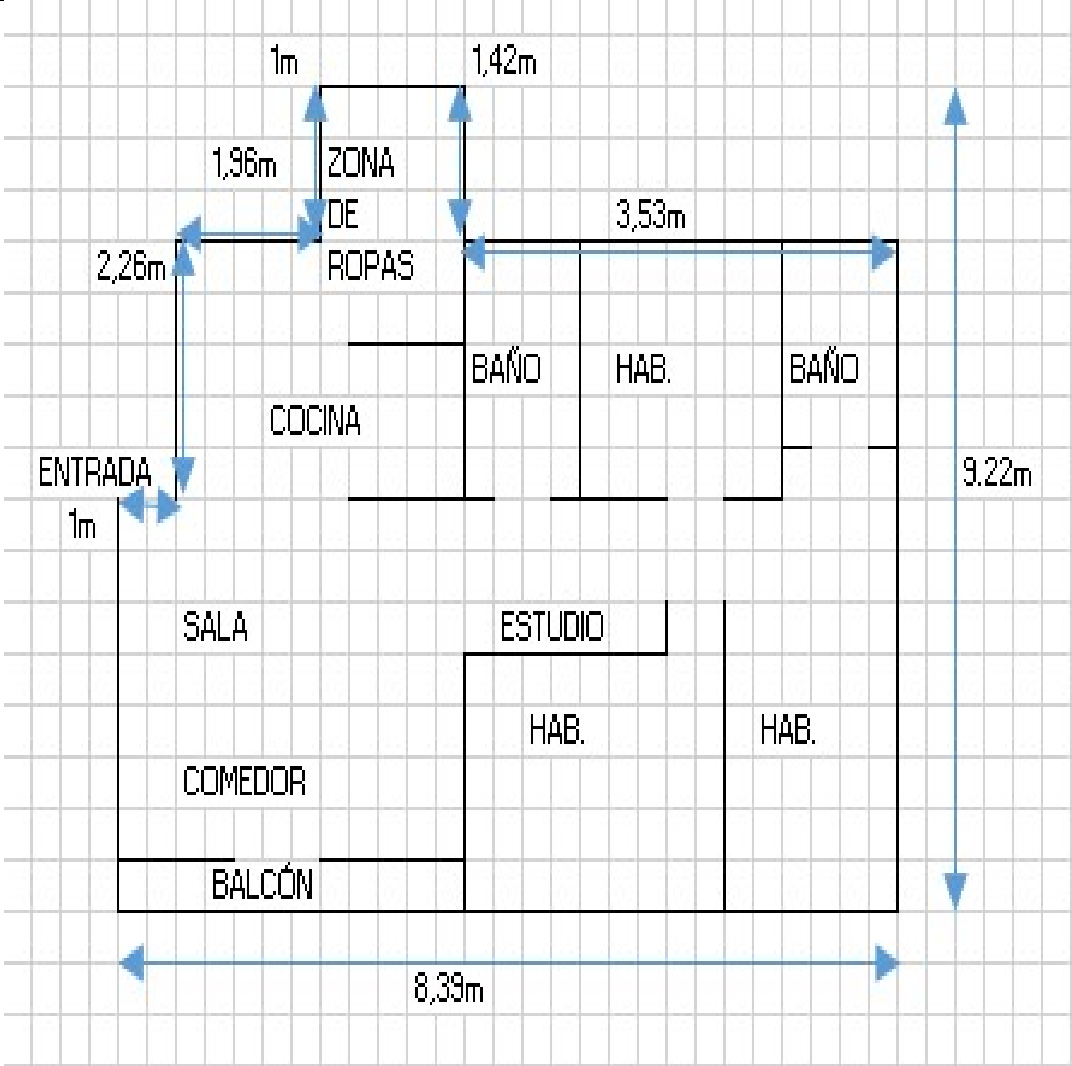 1m
1,42m
1,96m
ZONA
DE
ROPAS
3,53m
2,26m
BAÑO
HAB.
BAÑO
COCINA
ENTRADA
1m
9.22m
SALA
ESTUDIO
HAB.
HAB.
COMEDOR
BALCÓN
8,39m